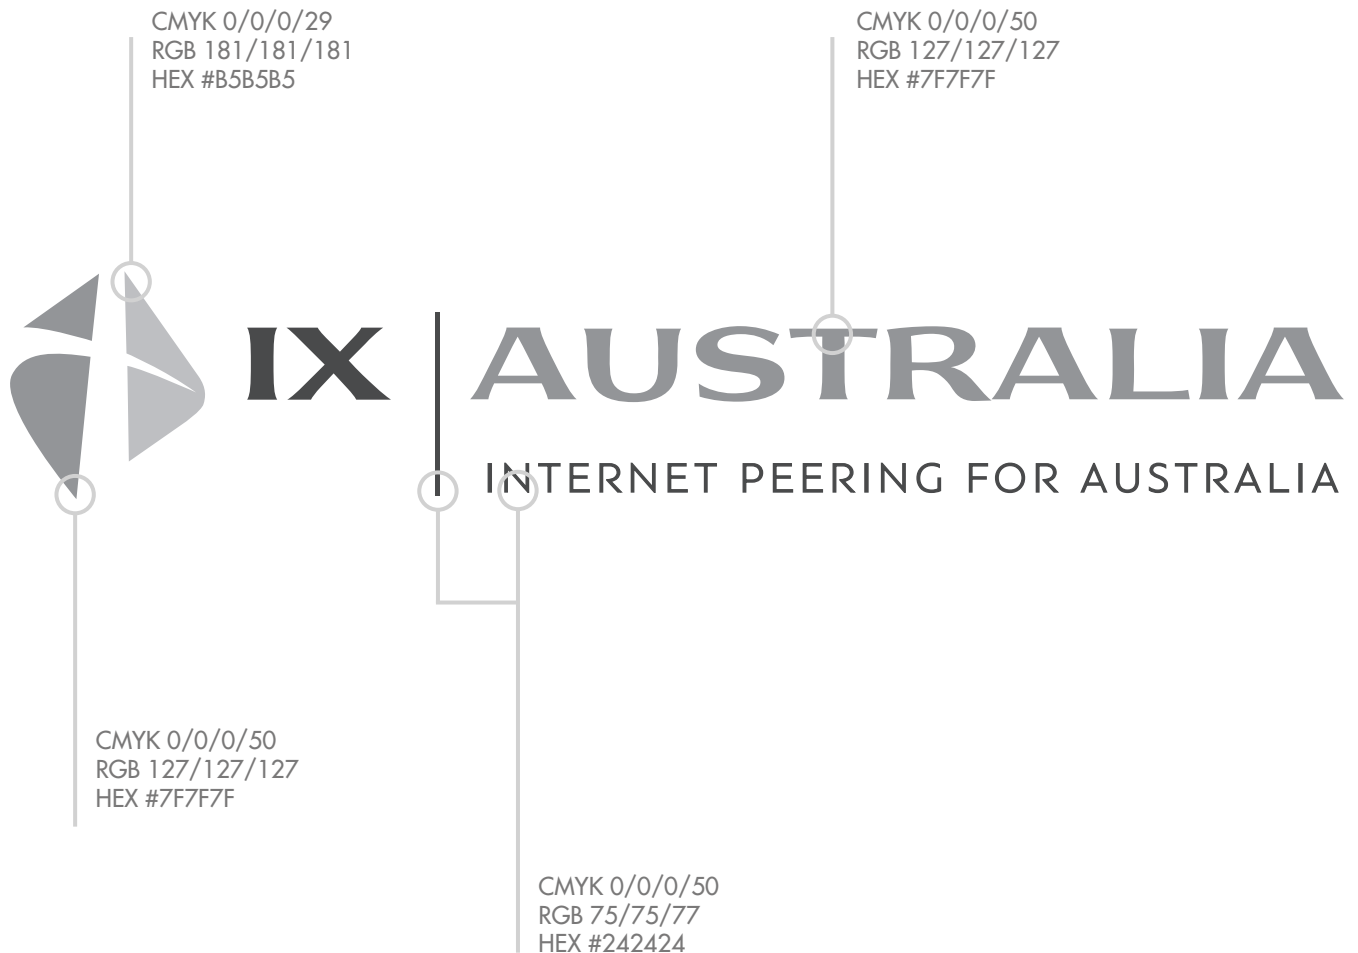 CMYK 0/0/0/29
RGB 181/181/181
HEX #B5B5B5
CMYK 0/0/0/50
RGB 127/127/127
HEX #7F7F7F
IX | AUSTRALIA
INTERNET PEERING FOR AUSTRALIA
CMYK 0/0/0/50
RGB 127/127/127
HEX #7F7F7F
CMYK 0/0/0/50
RGB 75/75/77
HEX #242424